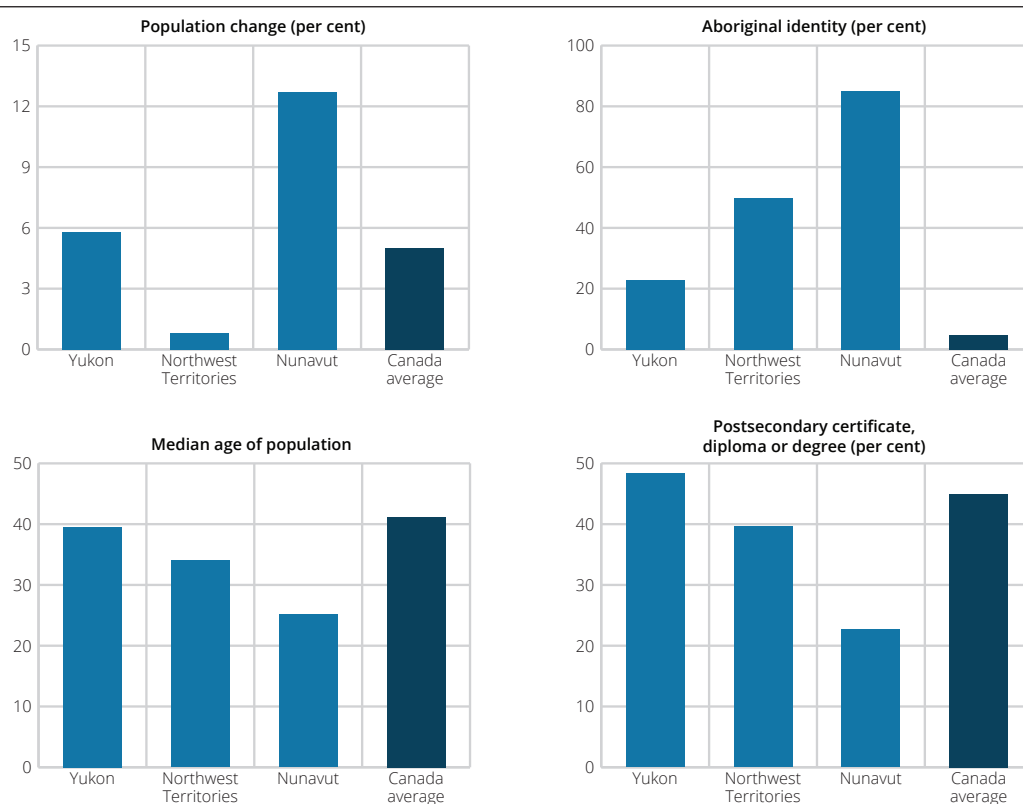 Population change (per cent)
15
12
9
6
3
0
Yukon
Northwest
Territories
Nunavut
Canada
average
Aboriginal identity (per cent)
100
80
60
40
20
0
Yukon
Northwest
Territories
Nunavut
Canada
average
Median age of population
50
40
30
20
10
0
Yukon
Northwest
Territories
Nunavut
Canada
average
Postsecondary certificate,
diploma or degree (per cent)
50
40
30
20
10
0
Yukon
Northwest
Territories
Nunavut
Canada
average